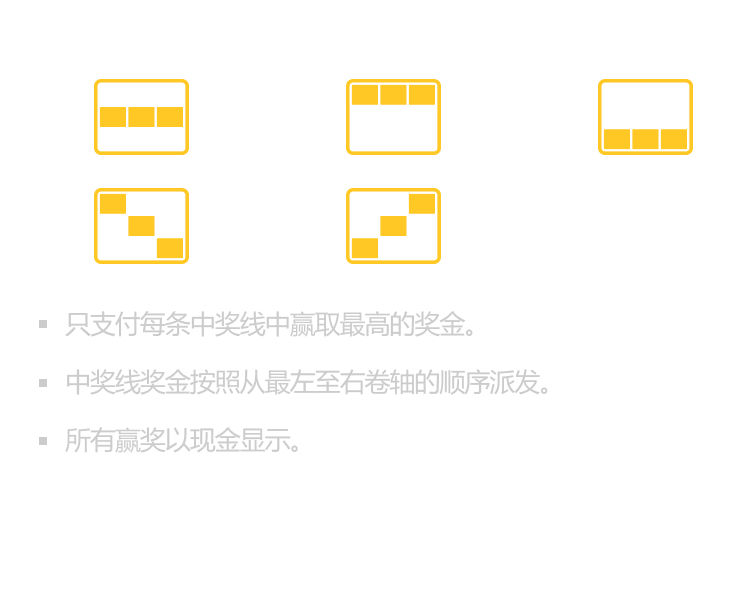 只支付每条中奖线中赢取最高的奖金。
中奖线奖金按照从最左至右卷轴的顺序派发。
所有赢奖以现金显示。